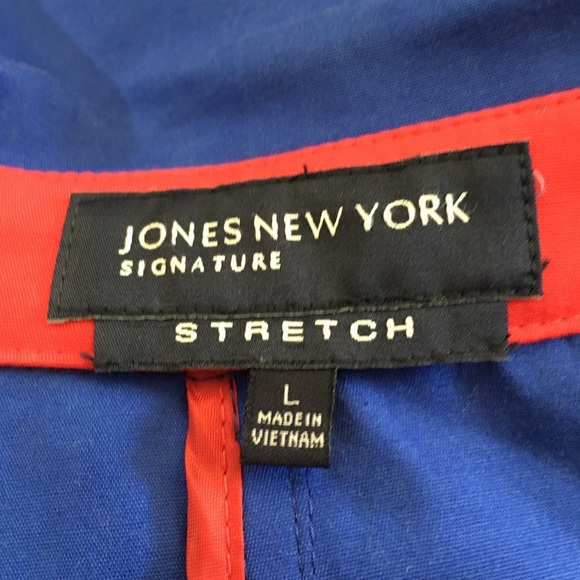 JONES NEW YORK
SIGNATURE
STRETCH
L
MADE IN
VIETNAM